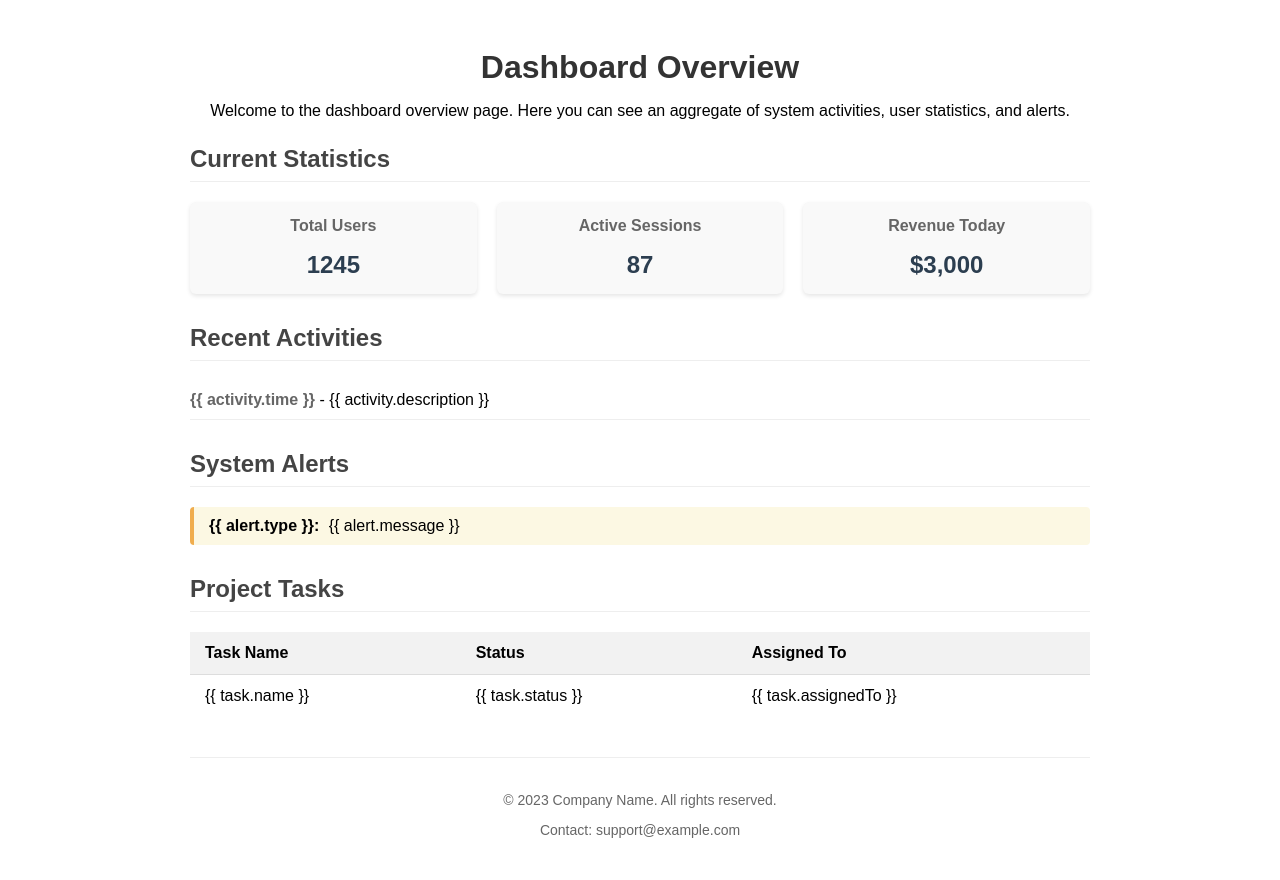 Dashboard Overview
Welcome to the dashboard overview page. Here you can see an aggregate of system activities, user statistics, and alerts.
Current Statistics
Total Users
1245
Active Sessions
87
Revenue Today
$3,000
Recent Activities
{{ activity.time }} - {{ activity.description }}
System Alerts
{{ alert.type }}: {{ alert.message }}
Project Tasks
Task Name Status Assigned To
{{ task.name }} {{ task.status }} {{ task.assignedTo }}
© 2023 Company Name. All rights reserved.
Contact: support@example.com